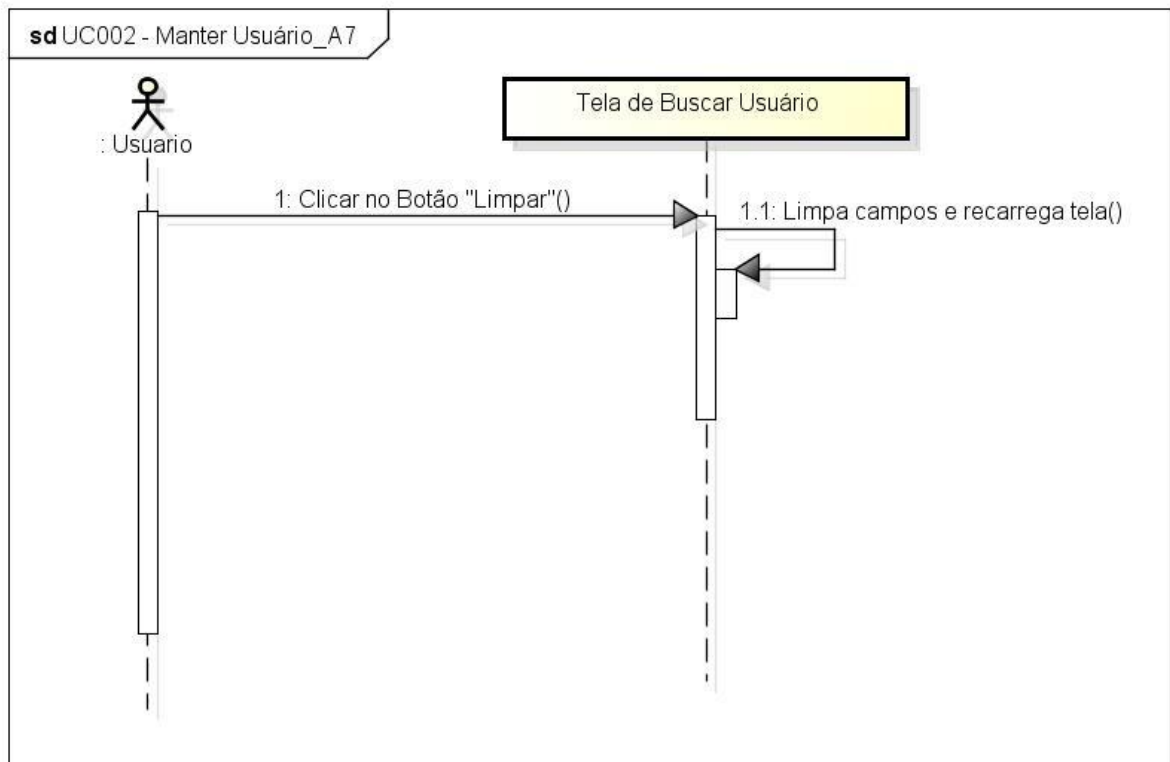 sd UC002 - Manter Usuário_A7
: Usuario
Tela de Buscar Usuário
1: Clicar no Botão "Limpar"()
1.1: Limpa campos e recarrega tela()